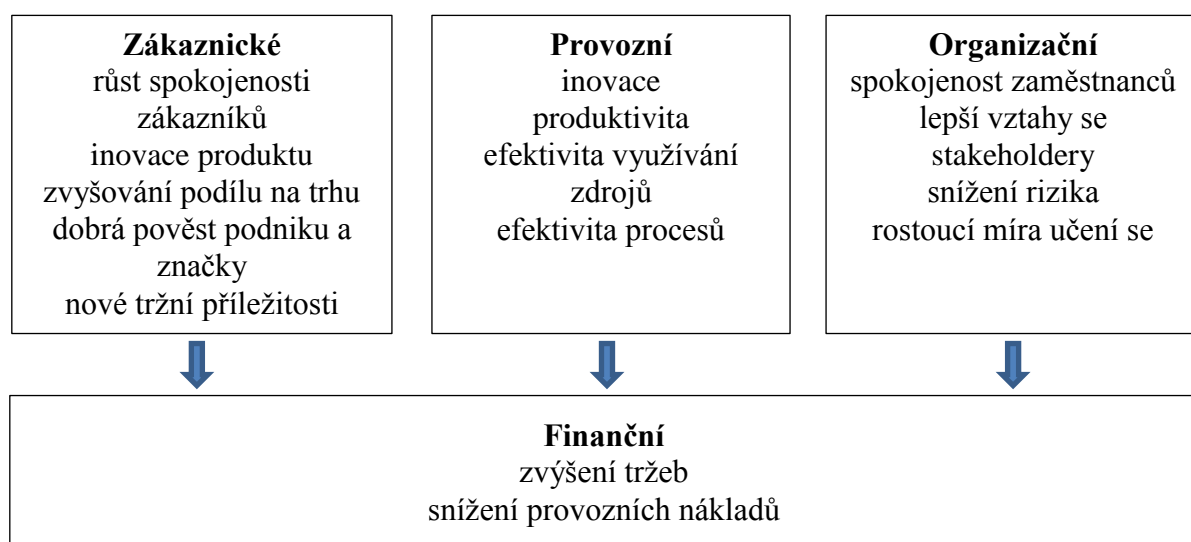 Zákaznické
růst spokojenosti
zákazníků
inovace produktu
zvyšování podílu na trhu
dobrá pověst podniku a
značky
nové tržní příležitosti
Provozní
inovace
produktivita
efektivita využívání
zdrojů
efektivita procesů
Organizační
spokojenost zaměstnanců
lepší vztahy se
stakeholdery
snížení rizika
rostoucí míra učení se
Finanční
zvýšení tržeb
snížení provozních nákladů